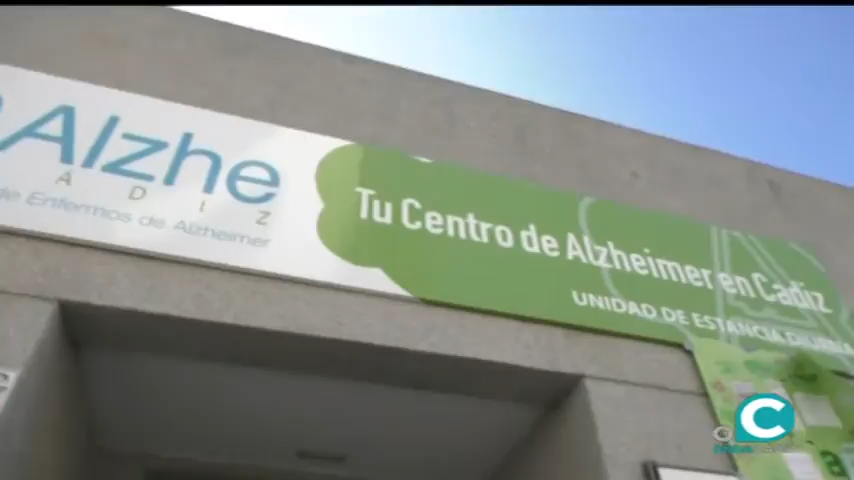 Alzhe
A D I Z
de Enfermos de Alzheimer
Tu Centro de Alzheimer en Cadiz
UNIDAD DE ESTANCIA DIURNA
C